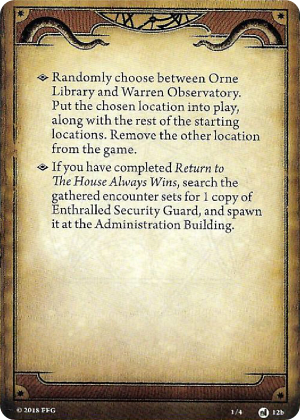 Randomly choose between Orne
Library and Warren Observatory.
Put the chosen location into play,
along with the rest of the starting
locations. Remove the other location
from the game.
If you have completed Return to
The House Always Wins, search the
gathered encounter sets for 1 copy of
Enthralled Security Guard, and spawn
it at the Administration Building.
© 2018 FFG
1/4
12b